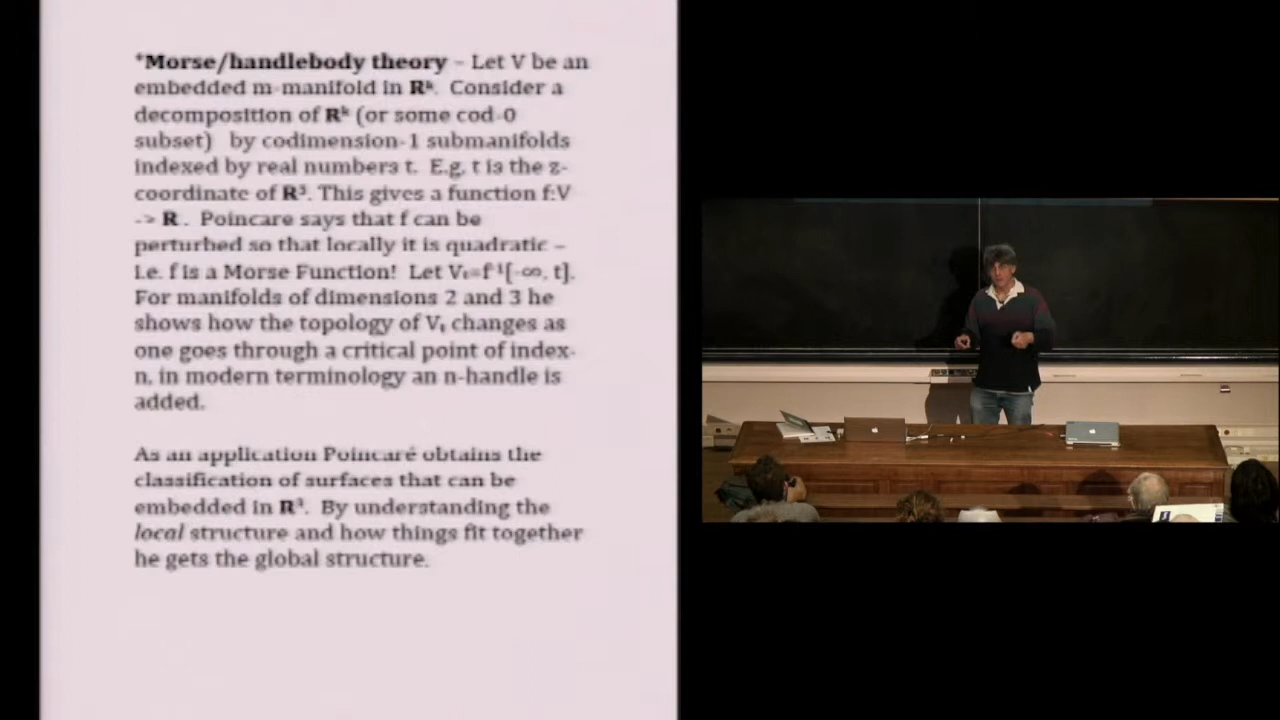 *Morse/handlebody theory – Let V be an
embedded m-manifold in Rᵏ. Consider a
decomposition of Rᵏ (or some cod-0
subset) by codimension-1 submanifolds
indexed by real numbers t. E.g. t is the z-
coordinate of R³. This gives a function f:V
-> R. Poincare says that f can be
perturbed so that locally it is quadratic –
i.e. f is a Morse Function! Let Vₜ=f⁻¹[-∞, t].
For manifolds of dimensions 2 and 3 he
shows how the topology of Vₜ changes as
one goes through a critical point of index-
n, in modern terminology an n-handle is
added.
As an application Poincaré obtains the
classification of surfaces that can be
embedded in R³. By understanding the
local structure and how things fit together
he gets the global structure.